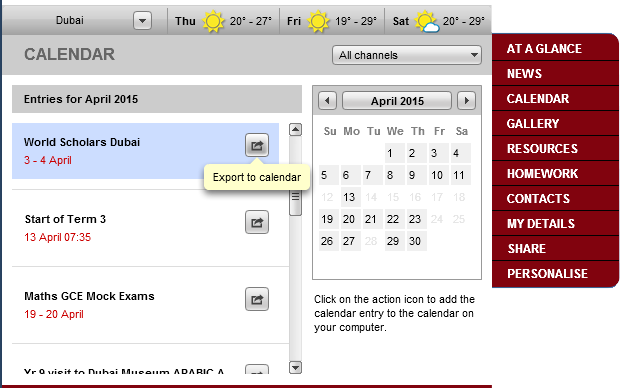 Dubai
Thu 20° - 27°
Fri 19° - 29°
Sat 20° - 29°
CALENDAR
All channels
Entries for April 2015
World Scholars Dubai
3 - 4 April
Export to calendar
Start of Term 3
13 April 07:35
Maths GCE Mock Exams
19 - 20 April
Yr 9 visit to Dubai Museum ARABIC A
April 2015
Su Mo Tu We Th Fr Sa
1 2 3 4
5 6 7 8 9 10 11
12 13 14 15 16 17 18
19 20 21 22 23 24 25
26 27 28 29 30
Click on the action icon to add the
calendar entry to the calendar on
your computer.
AT A GLANCE
NEWS
CALENDAR
GALLERY
RESOURCES
HOMEWORK
CONTACTS
MY DETAILS
SHARE
PERSONALISE